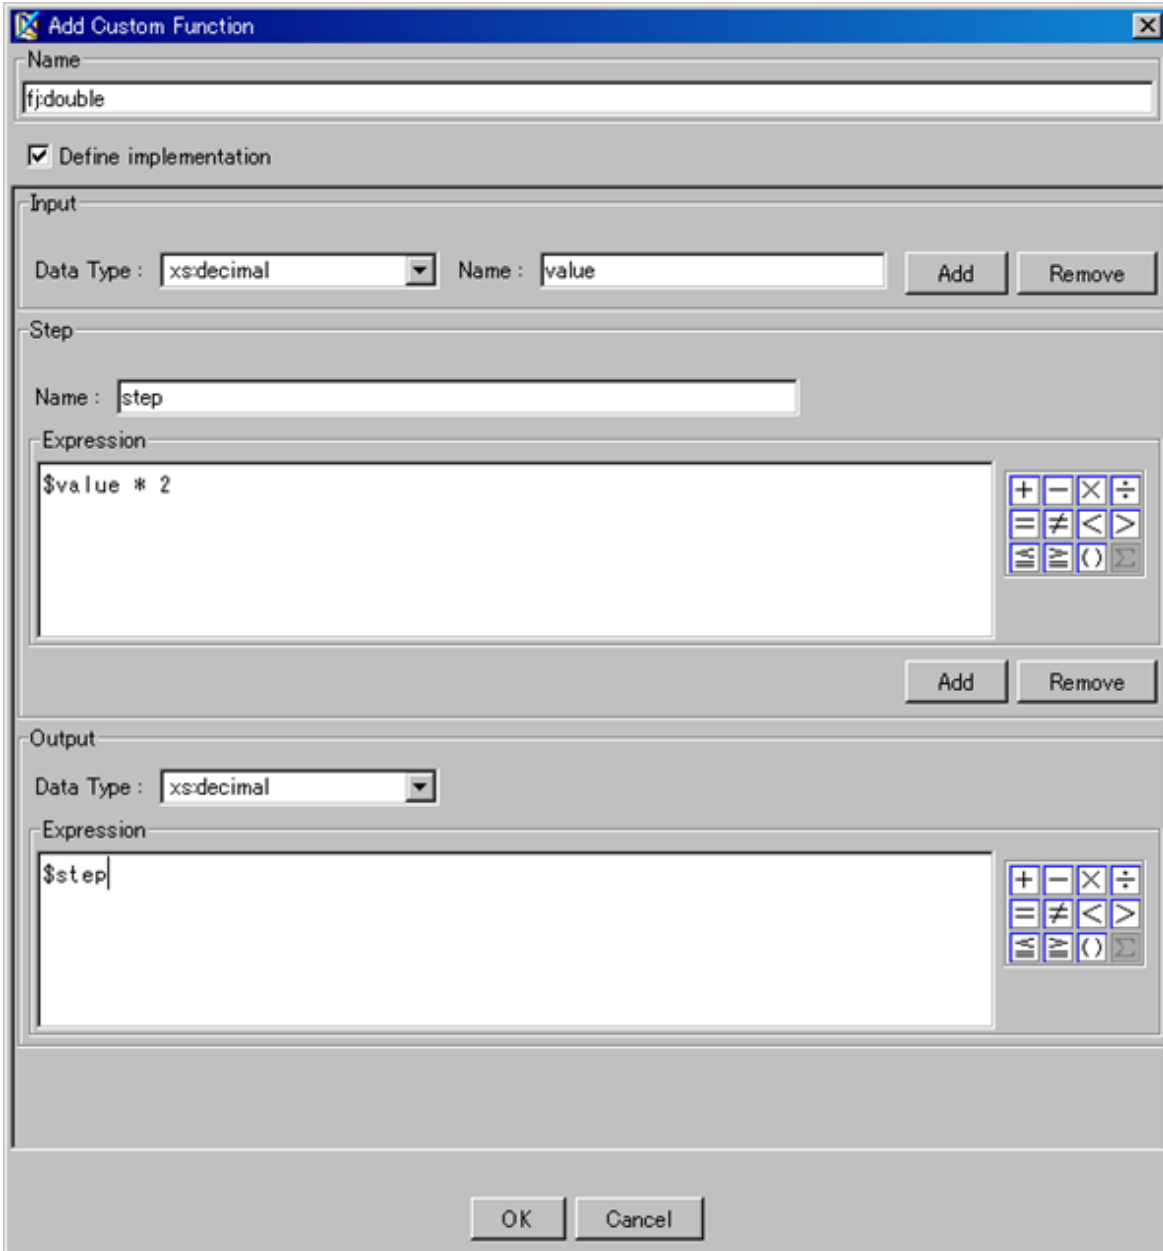 Add Custom Function
Name
fj:double
Define implementation
Input
Data Type : xs:decimal Name : value Add Remove
Step
Name : step
Expression
$value * 2
+ − × ÷
= ≠ < >
≦ ≧ () Σ
Add Remove
Output
Data Type : xs:decimal
Expression
$step
+ − × ÷
= ≠ < >
≦ ≧ () Σ
OK Cancel